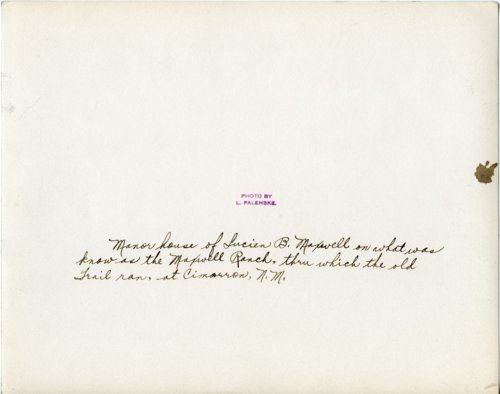 PHOTO BY
L. PALENSKE.
Manor house of Lucien B. Maxwell on what was
know as the Maxwell Ranch. thru which the old
Trail ran. at Cimarron, N.M.